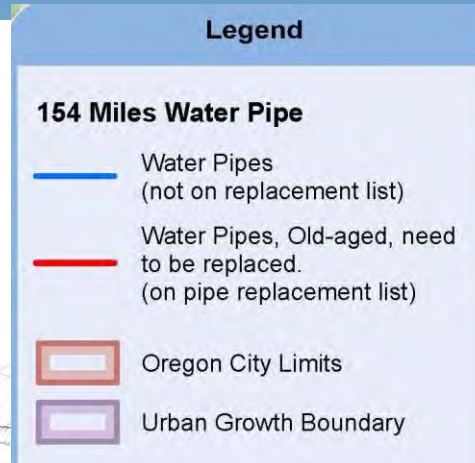 Legend
154 Miles Water Pipe
Water Pipes
(not on replacement list)
Water Pipes, Old-aged, need
to be replaced.
(on pipe replacement list)
Oregon City Limits
Urban Growth Boundary